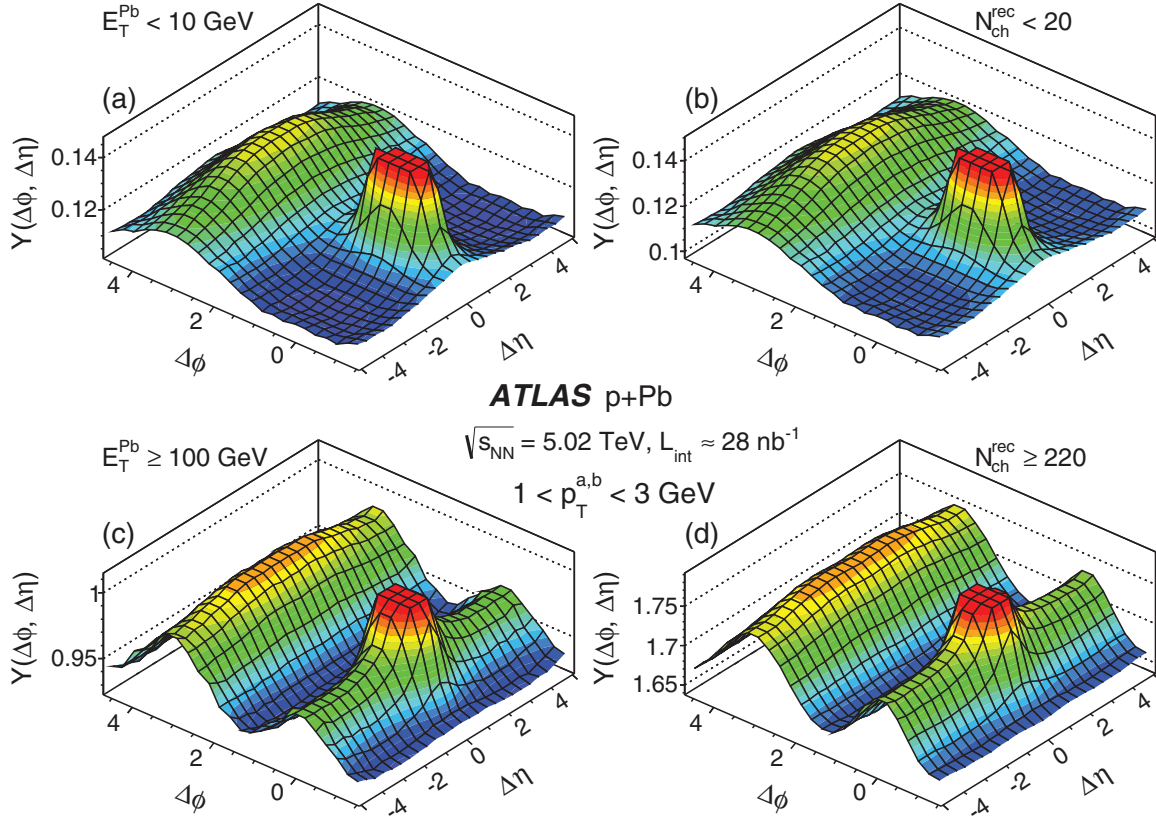 E_T^Pb < 10 GeV
N_ch^rec < 20
(a)
(b)
Y(Δϕ, Δη)
0.14
0.12
4
2
0
Δϕ
-4
-2
0
2
4
Δη
Y(Δϕ, Δη)
0.14
0.12
0.1
4
2
0
Δϕ
-4
-2
0
2
4
Δη
ATLAS p+Pb
√s_NN = 5.02 TeV, L_int ≈ 28 nb^-1
1 < p_T^a,b < 3 GeV
E_T^Pb ≥ 100 GeV
N_ch^rec ≥ 220
(c)
(d)
Y(Δϕ, Δη)
1
0.95
4
2
0
Δϕ
-4
-2
0
2
4
Δη
Y(Δϕ, Δη)
1.75
1.7
1.65
4
2
0
Δϕ
-4
-2
0
2
4
Δη